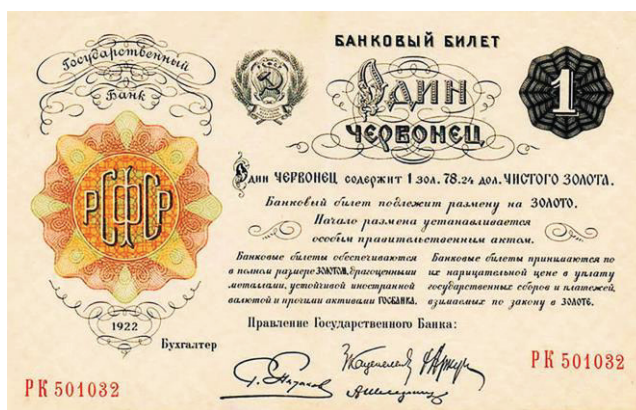 Государственный
Банк
РСФСР
1922
Бухгалтер
РК 501032
БАНКОВЫЙ БИЛЕТ
ОДИН
ЧЕРВОНЕЦ
1
Один ЧЕРВОНЕЦ содержит 1 зол. 78.24 дол. ЧИСТОГО ЗОЛОТА.
Банковый билет подлежит размену на ЗОЛОТО.
Начало размена устанавливается
особым правительственным актом.
Банковые билеты обеспечиваются
в полном размере ЗОЛОТОМ, драгоценными
металлами, устойчивой иностранной
валютой и прочими активами ГОСБАНКА.
Банковые билеты принимаются по
их нарицательной цене в уплату
государственных сборов и платежей,
взимаемых по закону в ЗОЛОТЕ.
Правление Государственного Банка:
РК 501032